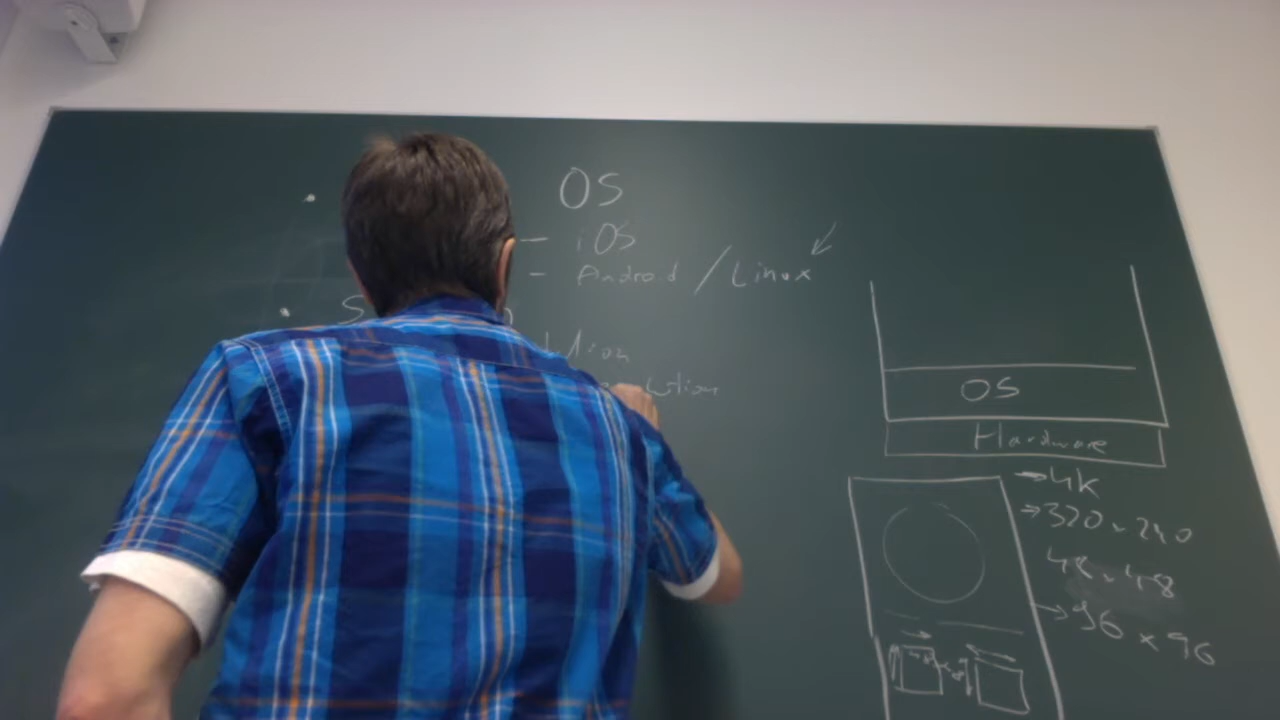 OS
- iOS
- Android / Linux
OS
Hardware
→ 4K
→ 320 x 240
48 x 48
→ 96 x 96